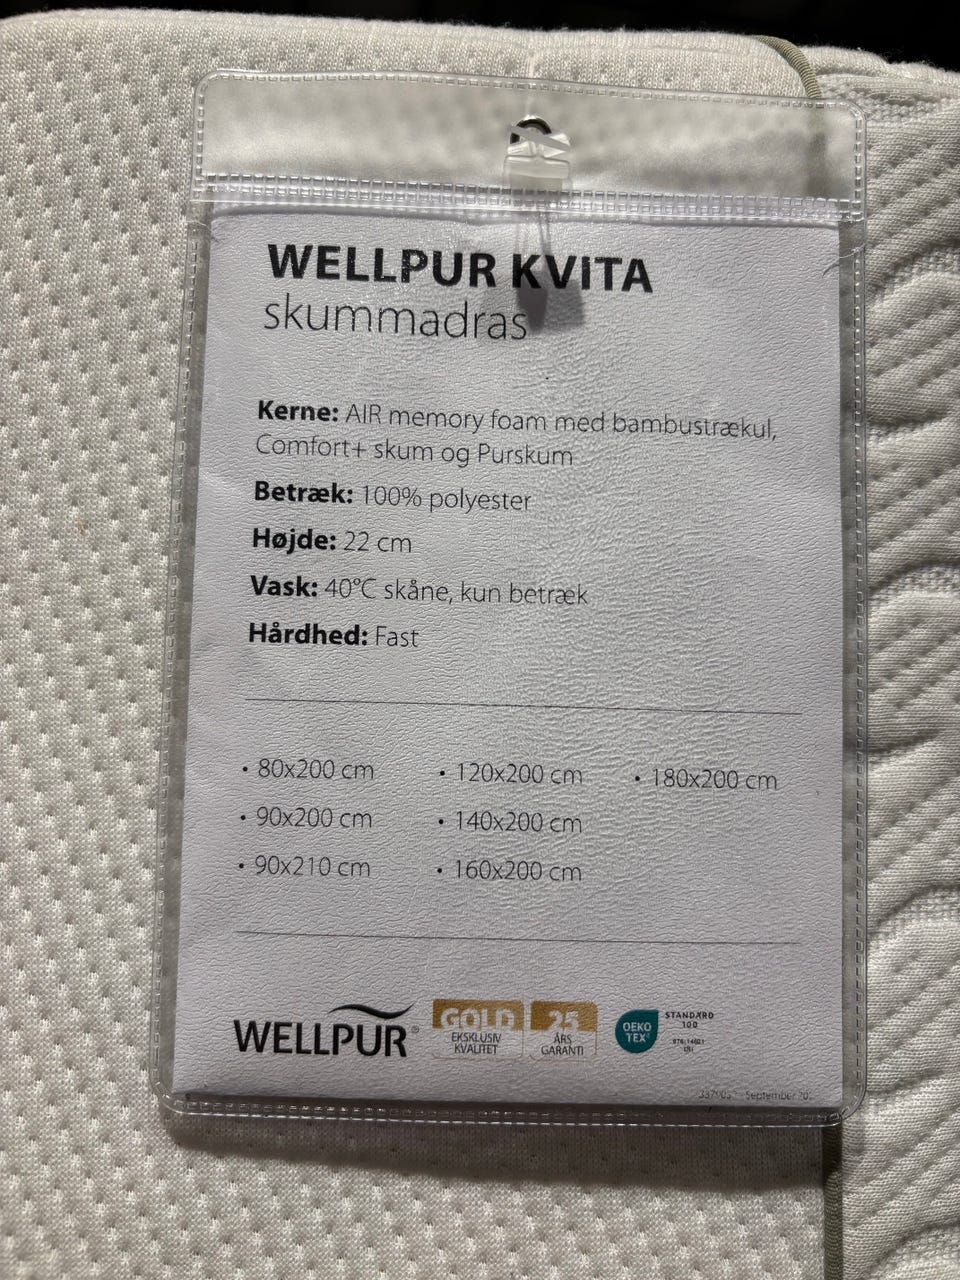 WELLPUR KVITA
skummadras
Kerne: AIR memory foam med bambustrækul,
Comfort+ skum og Purskum
Betræk: 100% polyester
Højde: 22 cm
Vask: 40°C skåne, kun betræk
Hårdhed: Fast
• 80x200 cm
• 90x200 cm
• 90x210 cm
• 120x200 cm
• 140x200 cm
• 160x200 cm
• 180x200 cm
WELLPUR®
GOLD
EKSKLUSIV
KVALITET
25
ÅRS
GARANTI
OEKO
TEX®
STANDARD
100
September